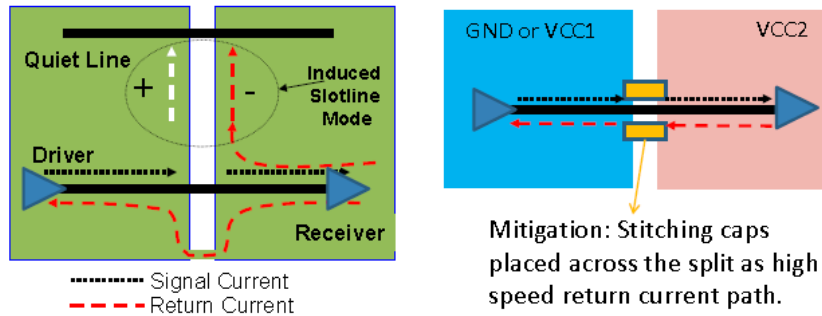 Quiet Line
+
-
Induced
Slotline
Mode
Driver
Receiver
Signal Current
Return Current
GND or VCC1
VCC2
Mitigation: Stitching caps
placed across the split as high
speed return current path.